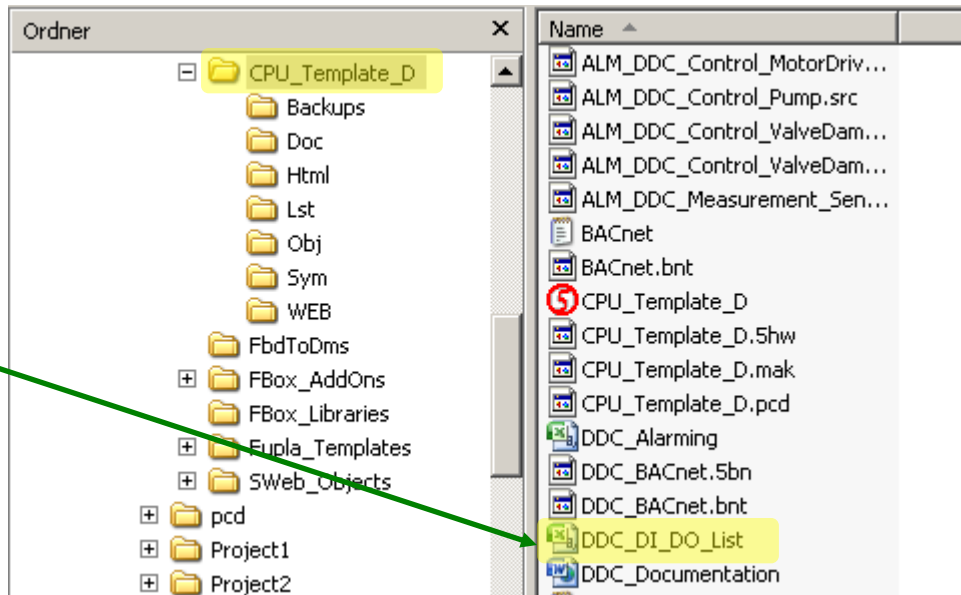 Ordner
CPU_Template_D
Backups
Doc
Html
Lst
Obj
Sym
WEB
FbdToDms
FBox_AddOns
FBox_Libraries
Fupla_Templates
SWeb_Objects
pcd
Project1
Project2
Name
ALM_DDC_Control_MotorDriv...
ALM_DDC_Control_Pump.src
ALM_DDC_Control_ValveDam...
ALM_DDC_Control_ValveDam...
ALM_DDC_Measurement_Sen...
BACnet
BACnet.bnt
CPU_Template_D
CPU_Template_D.5hw
CPU_Template_D.mak
CPU_Template_D.pcd
DDC_Alarming
DDC_BACnet.5bn
DDC_BACnet.bnt
DDC_DI_DO_List
DDC_Documentation